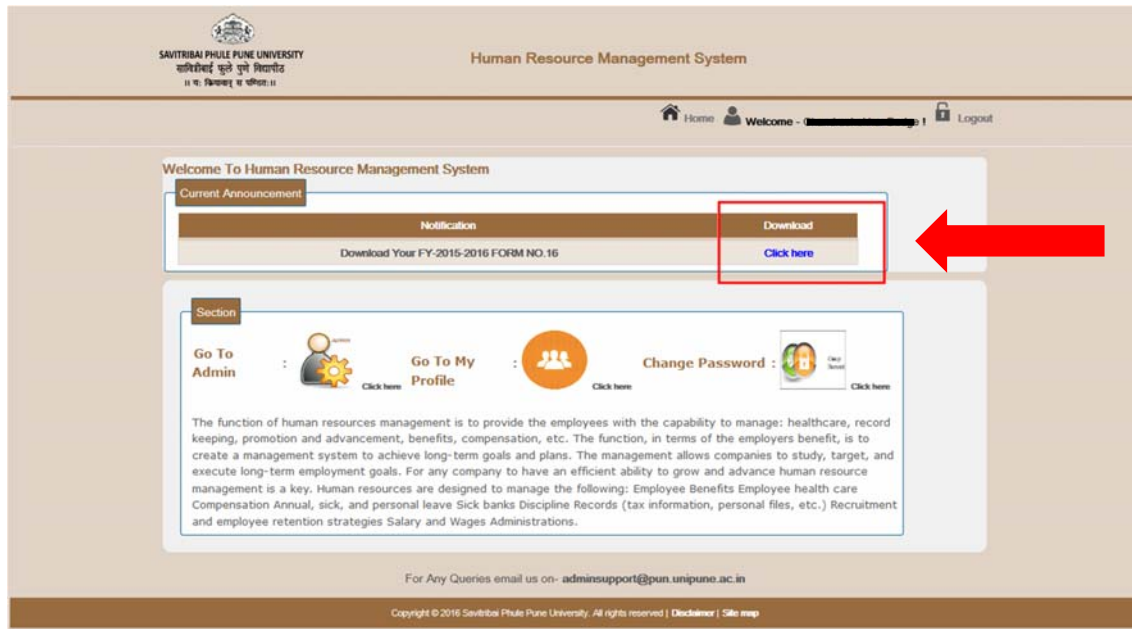 SAVITRIBAI PHULE PUNE UNIVERSITY
सावित्रीबाई फुले पुणे विद्यापीठ
॥ यः क्रियावान् स पण्डितः॥
Human Resource Management System
Home Welcome - ! Logout
Welcome To Human Resource Management System
Current Announcement
Notification Download
Download Your FY-2015-2016 FORM NO.16 Click here
Section
Go To Admin : Click here
Go To My Profile : Click here
Change Password : Click here
The function of human resources management is to provide the employees with the capability to manage: healthcare, record
keeping, promotion and advancement, benefits, compensation, etc. The function, in terms of the employers benefit, is to
create a management system to achieve long-term goals and plans. The management allows companies to study, target, and
execute long-term employment goals. For any company to have an efficient ability to grow and advance human resource
management is a key. Human resources are designed to manage the following: Employee Benefits Employee health care
Compensation Annual, sick, and personal leave Sick banks Discipline Records (tax information, personal files, etc.) Recruitment
and employee retention strategies Salary and Wages Administrations.
For Any Queries email us on- adminsupport@pun.unipune.ac.in
Copyright © 2016 Savitribai Phule Pune University. All rights reserved | Disclaimer | Site map